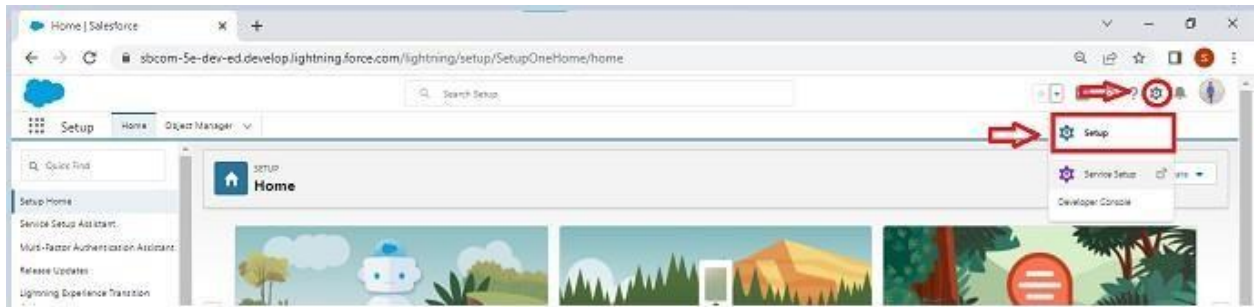 Home | Salesforce
sbcom-5e-dev-ed.develop.lightning.force.com/lightning/setup/SetupOneHome/home
S
Search Setup
?
Setup
Home
Object Manager
Setup
Quick Find
SETUP
Home
Service Setup
Developer Console
Setup Home
Service Setup Assistant
Multi-Factor Authentication Assistant
Release Updates
Lightning Experience Transition